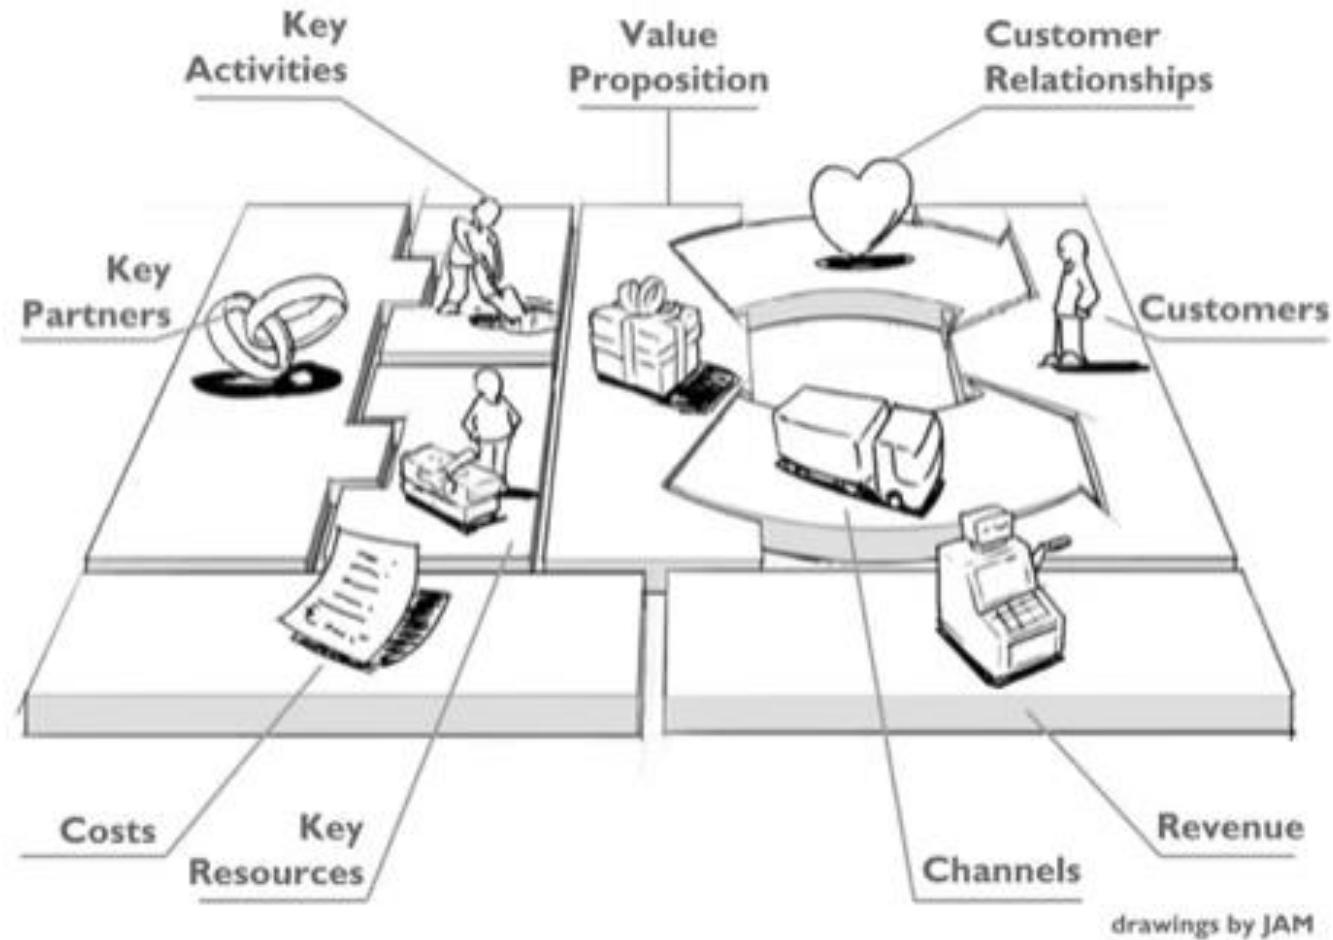 Key
Activities
Value
Proposition
Customer
Relationships
Key
Partners
Customers
Costs
Key
Resources
Channels
Revenue
drawings by JAM